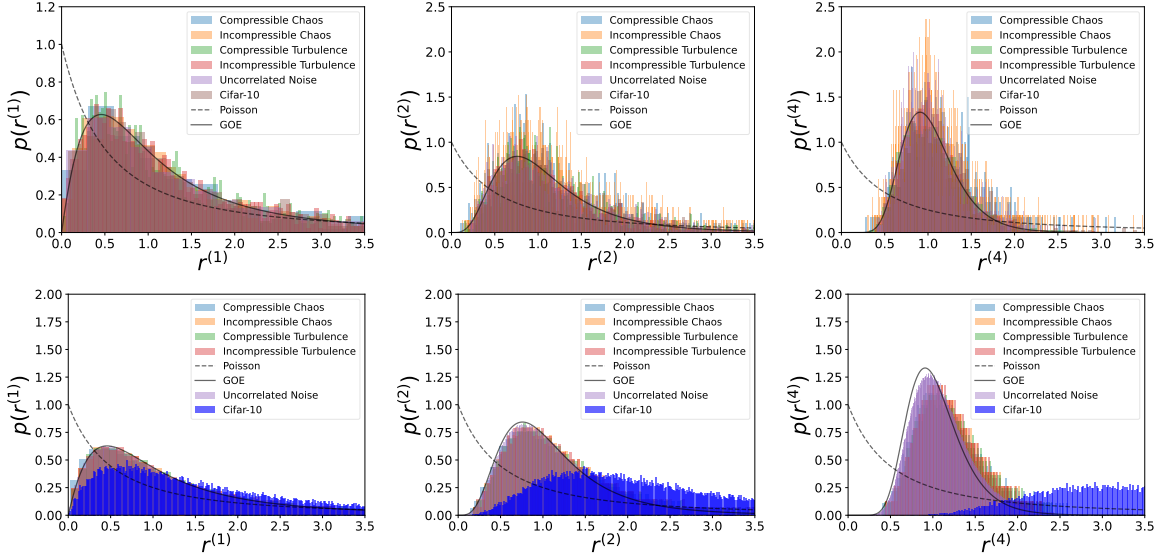 p(r^(1))
1.2
1.0
0.8
0.6
0.4
0.2
0.0
0.0 0.5 1.0 1.5 2.0 2.5 3.0 3.5
r^(1)
Compressible Chaos
Incompressible Chaos
Compressible Turbulence
Incompressible Turbulence
Uncorrelated Noise
Cifar-10
Poisson
GOE
p(r^(2))
2.5
2.0
1.5
1.0
0.5
0.0
0.0 0.5 1.0 1.5 2.0 2.5 3.0 3.5
r^(2)
Compressible Chaos
Incompressible Chaos
Compressible Turbulence
Incompressible Turbulence
Uncorrelated Noise
Cifar-10
Poisson
GOE
p(r^(4))
2.5
2.0
1.5
1.0
0.5
0.0
0.0 0.5 1.0 1.5 2.0 2.5 3.0 3.5
r^(4)
Compressible Chaos
Incompressible Chaos
Compressible Turbulence
Incompressible Turbulence
Uncorrelated Noise
Cifar-10
Poisson
GOE
p(r^(1))
2.00
1.75
1.50
1.25
1.00
0.75
0.50
0.25
0.00
0.0 0.5 1.0 1.5 2.0 2.5 3.0 3.5
r^(1)
Compressible Chaos
Incompressible Chaos
Compressible Turbulence
Incompressible Turbulence
Poisson
GOE
Uncorrelated Noise
Cifar-10
p(r^(2))
2.00
1.75
1.50
1.25
1.00
0.75
0.50
0.25
0.00
0.0 0.5 1.0 1.5 2.0 2.5 3.0 3.5
r^(2)
Compressible Chaos
Incompressible Chaos
Compressible Turbulence
Incompressible Turbulence
Poisson
GOE
Uncorrelated Noise
Cifar-10
p(r^(4))
2.00
1.75
1.50
1.25
1.00
0.75
0.50
0.25
0.00
0.0 0.5 1.0 1.5 2.0 2.5 3.0 3.5
r^(4)
Compressible Chaos
Incompressible Chaos
Compressible Turbulence
Incompressible Turbulence
Poisson
GOE
Uncorrelated Noise
Cifar-10